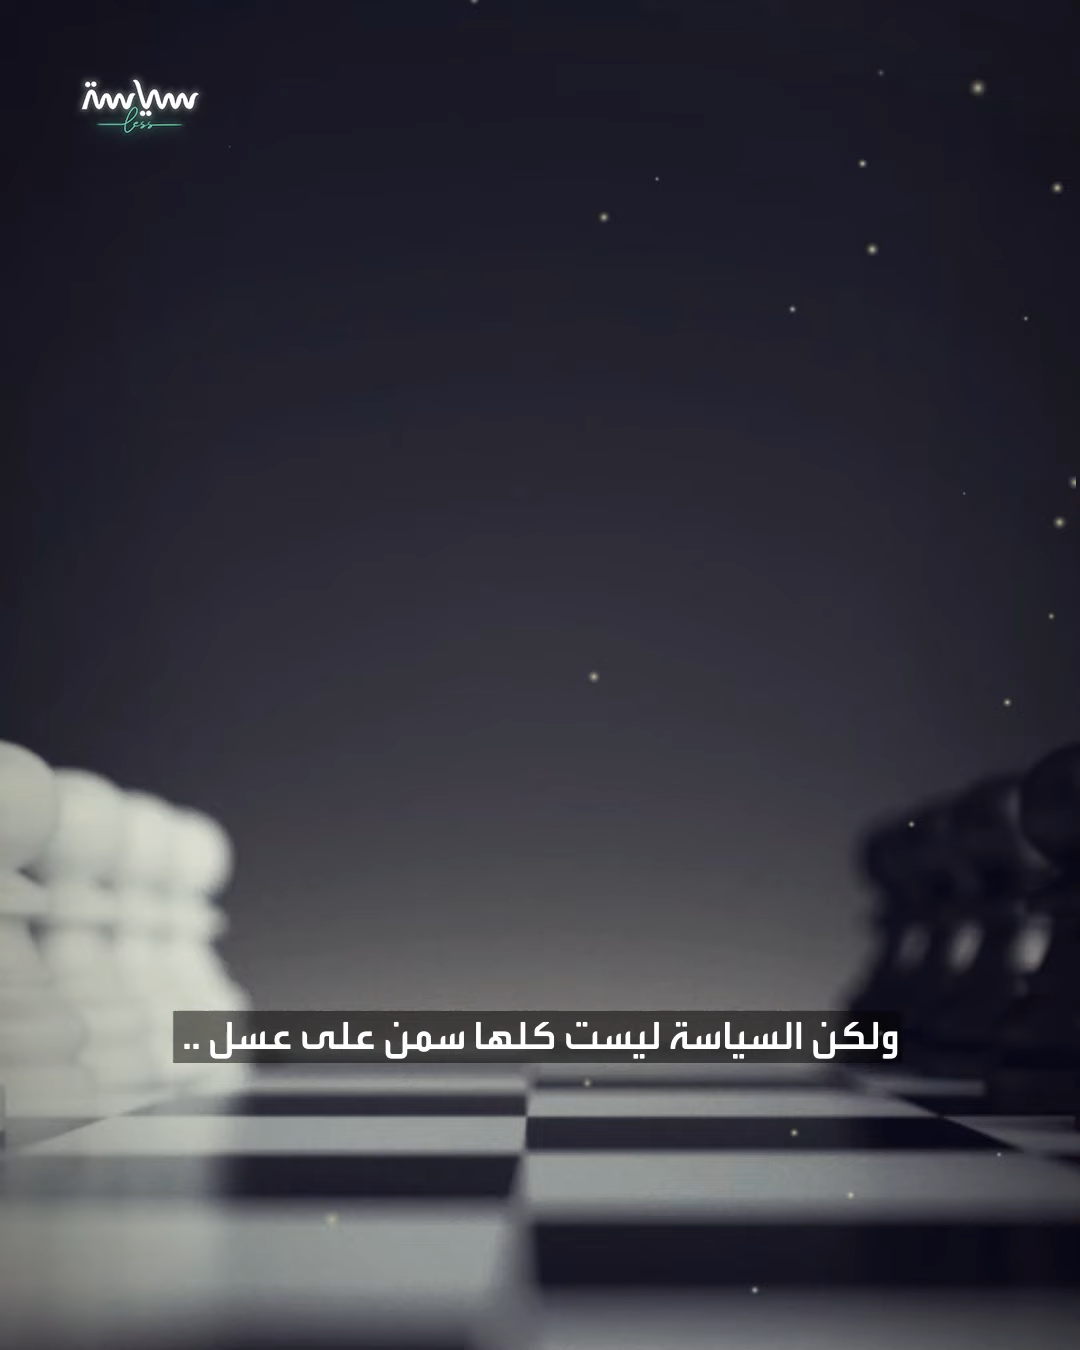 سياسة
less
ولكن السياسة ليست كلها سمن على عسل ..